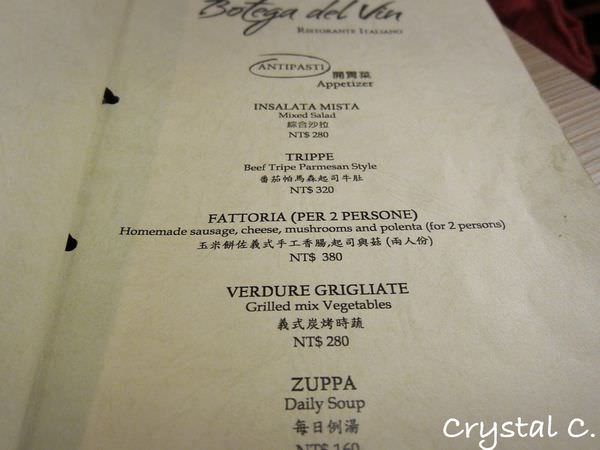 Botega del Vin
RISTORANTE ITALIANO
ANTIPASTI 開胃菜
Appetizer
INSALATA MISTA
Mixed Salad
綜合沙拉
NT$ 280
TRIPPE
Beef Tripe Parmesan Style
番茄帕馬森起司牛肚
NT$ 320
FATTORIA (PER 2 PERSONE)
Homemade sausage, cheese, mushrooms and polenta (for 2 persons)
玉米餅佐義式手工香腸,起司與菇 (兩人份)
NT$ 380
VERDURE GRIGLIATE
Grilled mix Vegetables
義式炭烤時蔬
NT$ 280
ZUPPA
Daily Soup
每日例湯
NT$ 160
Crystal C.